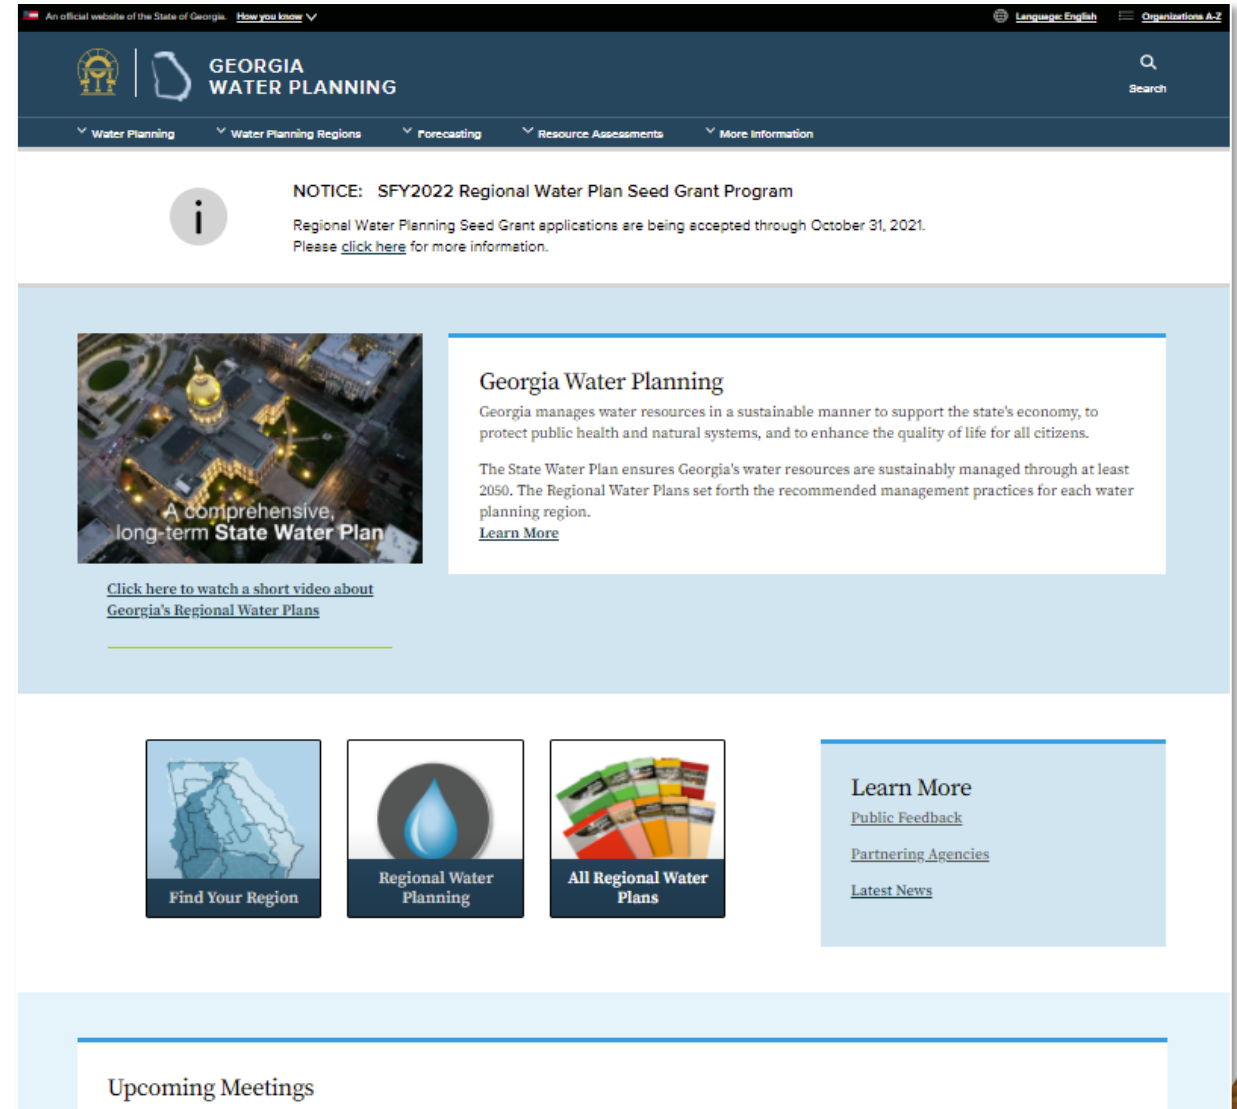 An official website of the State of Georgia. How you know
Language: English
Organizations A-Z
GEORGIA
WATER PLANNING
Search
Water Planning
Water Planning Regions
Forecasting
Resource Assessments
More Information
i
NOTICE: SFY2022 Regional Water Plan Seed Grant Program
Regional Water Planning Seed Grant applications are being accepted through October 31, 2021.
Please click here for more information.
A comprehensive,
long-term State Water Plan
Click here to watch a short video about
Georgia's Regional Water Plans
Georgia Water Planning
Georgia manages water resources in a sustainable manner to support the state's economy, to
protect public health and natural systems, and to enhance the quality of life for all citizens.
The State Water Plan ensures Georgia's water resources are sustainably managed through at least
2050. The Regional Water Plans set forth the recommended management practices for each water
planning region.
Learn More
Find Your Region
Regional Water
Planning
All Regional Water
Plans
Learn More
Public Feedback
Partnering Agencies
Latest News
Upcoming Meetings